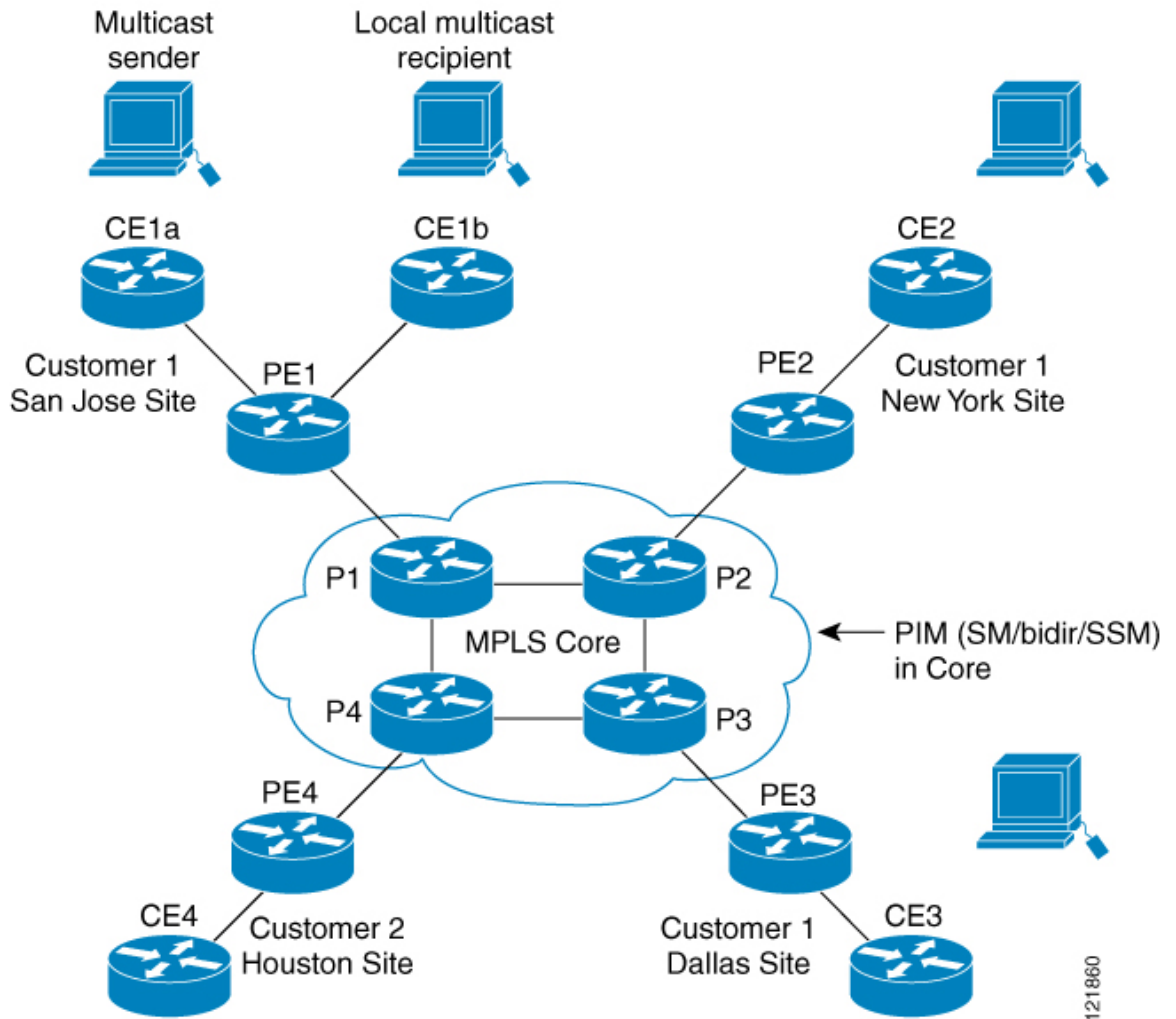 Multicast
sender
Local multicast
recipient
CE1a
CE1b
CE2
Customer 1
San Jose Site
PE1
PE2
Customer 1
New York Site
P1
P2
MPLS Core
PIM (SM/bidir/SSM)
in Core
P4
P3
PE4
PE3
CE4
Customer 2
Houston Site
Customer 1
Dallas Site
CE3
121860